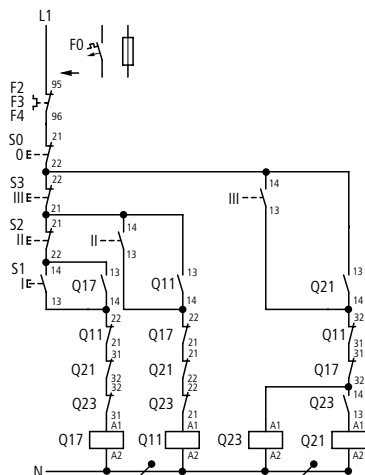 L1
F0
F2
F3
F4
95
96
S0
0
21
22
S3
III
22
21
III
14
13
S2
II
21
22
II
14
13
S1
I
14
13
Q17
13
14
Q11
13
14
Q21
13
14
Q11
22
21
Q17
22
21
Q11
32
31
Q21
31
32
Q21
22
21
Q17
31
32
Q23
32
31
Q23
22
21
Q23
14
13
Q17
A1
A2
Q11
A1
A2
Q23
A1
A2
Q21
A1
A2
N